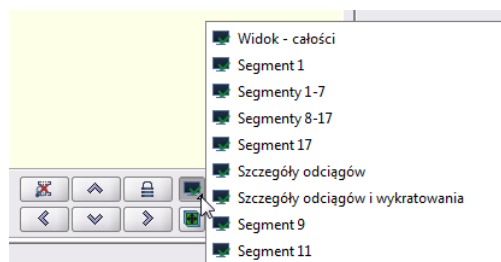 Widok - całości
Segment 1
Segmenty 1-7
Segmenty 8-17
Segment 17
Szczegóły odciągów
Szczegóły odciągów i wykratowania
Segment 9
Segment 11